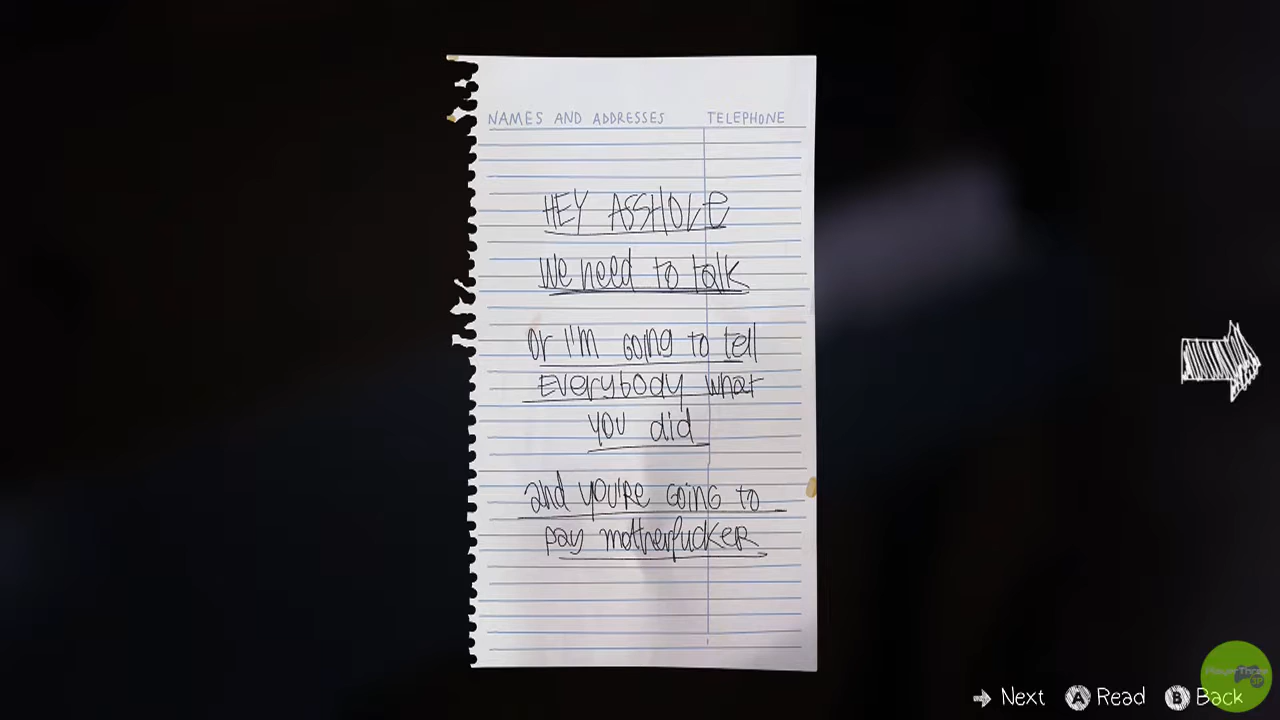 NAMES AND ADDRESSES TELEPHONE
HEY ASSHOLE
We need to talk
or I'm going to tell
EVERYBODY what
YOU did
and you're GOING to
pay motherfucker
Next A Read B Back